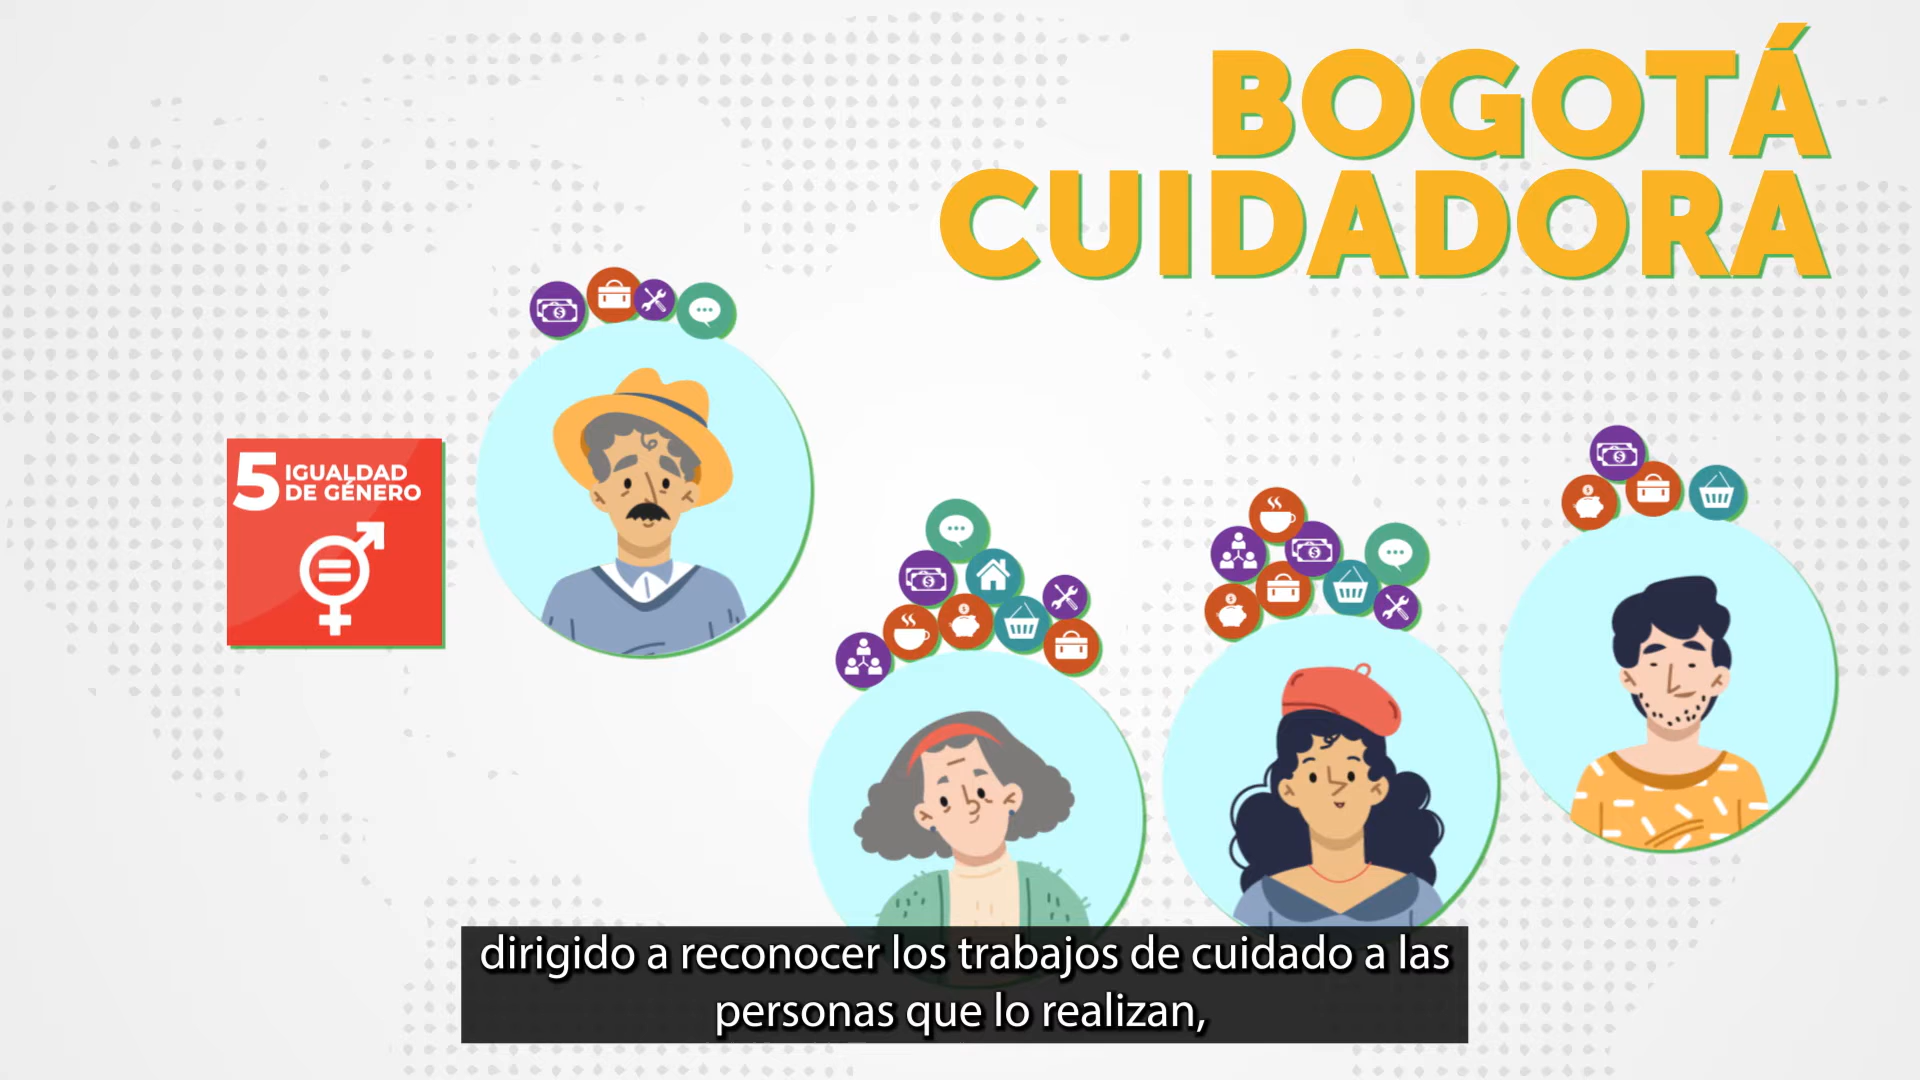 BOGOTÁ
CUIDADORA
5 IGUALDAD
DE GÉNERO
dirigido a reconocer los trabajos de cuidado a las
personas que lo realizan,